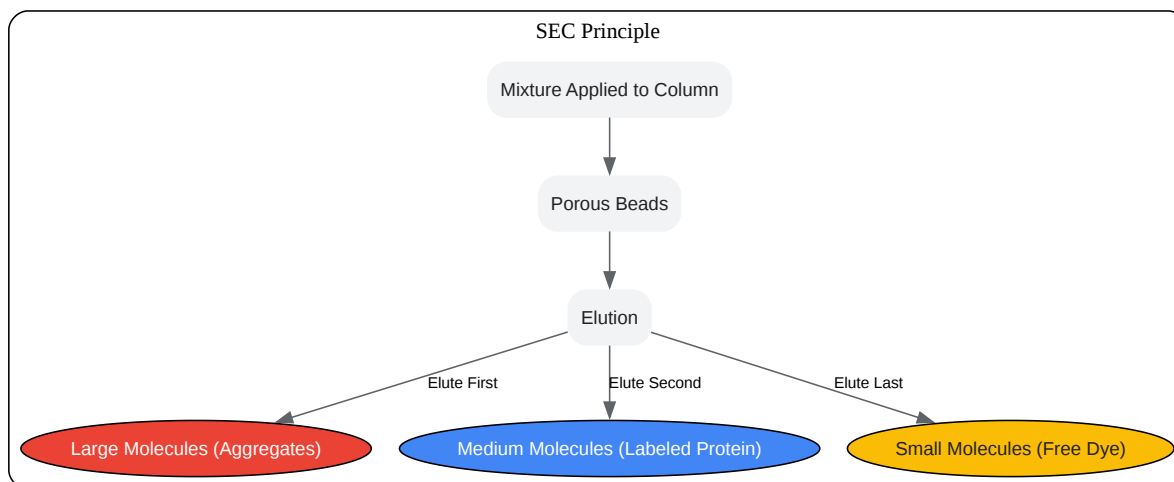 SEC Principle
Mixture Applied to Column
Porous Beads
Elution
Elute First
Elute Second
Elute Last
Large Molecules (Aggregates)
Medium Molecules (Labeled Protein)
Small Molecules (Free Dye)